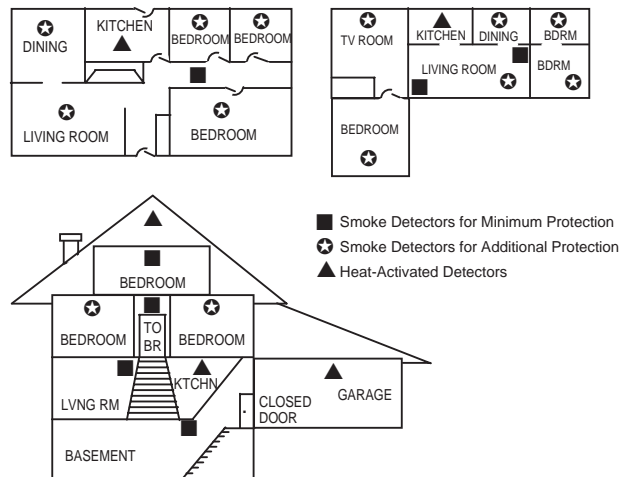 DINING
KITCHEN
BEDROOM
BEDROOM
LIVING ROOM
BEDROOM
TV ROOM
KITCHEN
DINING
BDRM
LIVING ROOM
BDRM
BEDROOM
Smoke Detectors for Minimum Protection
Smoke Detectors for Additional Protection
Heat-Activated Detectors
BEDROOM
BEDROOM
TO
BR
BEDROOM
LVNG RM
KTCHN
CLOSED
DOOR
GARAGE
BASEMENT